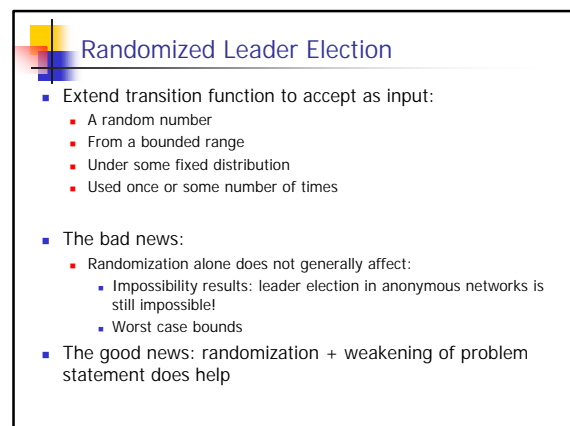 Randomized Leader Election
Extend transition function to accept as input:
A random number
From a bounded range
Under some fixed distribution
Used once or some number of times
The bad news:
Randomization alone does not generally affect:
Impossibility results: leader election in anonymous networks is
still impossible!
Worst case bounds
The good news: randomization + weakening of problem
statement does help